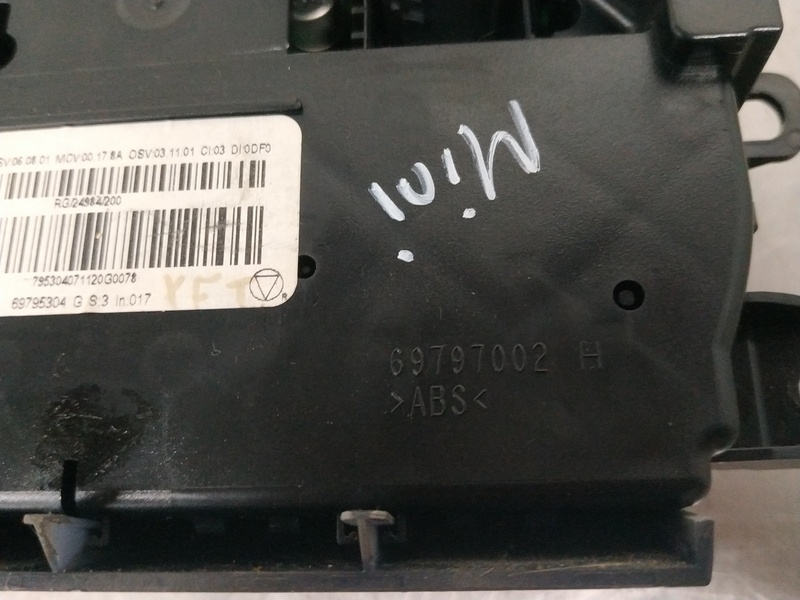 SV:06.08.01 MCV:00.17.8A OSV:03.11.01 CI:03 DI:0DF0
RG/24984/200
795304071120G0078
69795304 G S:3 In.017
YFT
R
Mini
69797002 H
>ABS<